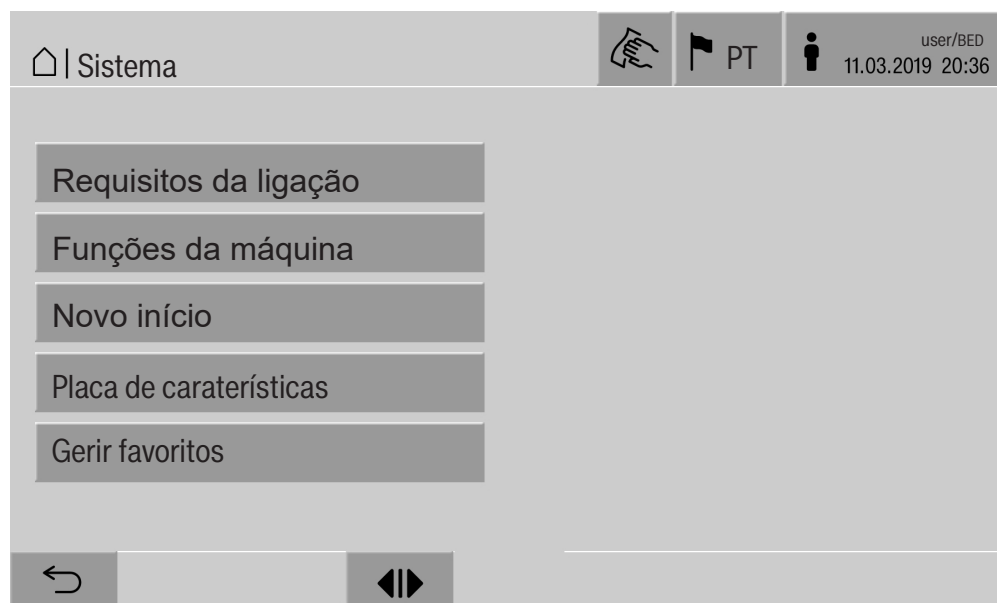 Sistema
PT
user/BED
11.03.2019 20:36
Requisitos da ligação
Funções da máquina
Novo início
Placa de caraterísticas
Gerir favoritos